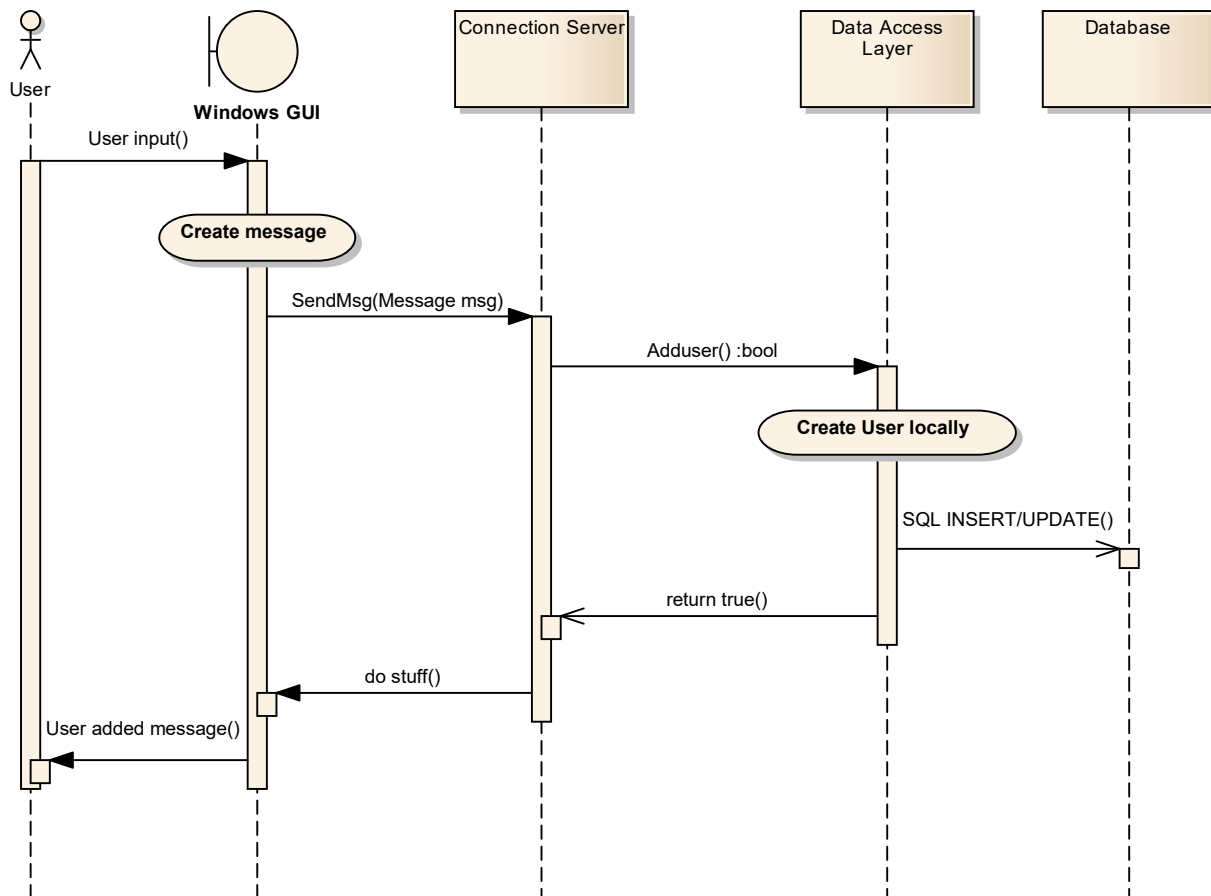 User
Windows GUI
Connection Server
Data Access
Layer
Database
User input()
Create message
SendMsg(Message msg)
Adduser() :bool
Create User locally
SQL INSERT/UPDATE()
return true()
do stuff()
User added message()